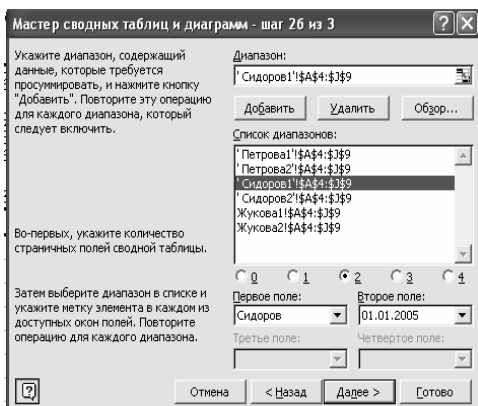 Мастер сводных таблиц и диаграмм - шаг 2б из 3
Укажите диапазон, содержащий
данные, которые требуется
просуммировать, и нажмите кнопку
"Добавить". Повторите эту операцию
для каждого диапазона, который
следует включить.
Диапазон:
' Сидоров1'!$A$4:$J$9
Добавить
Удалить
Обзор...
Список диапазонов:
' Петрова1'!$A$4:$J$9
' Петрова2'!$A$4:$J$9
' Сидоров1'!$A$4:$J$9
' Сидоров2'!$A$4:$J$9
Жукова1!$A$4:$J$9
Жукова2!$A$4:$J$9
Во-первых, укажите количество
страничных полей сводной таблицы.
0 1 2 3 4
Затем выберите диапазон в списке и
укажите метку элемента в каждом из
доступных окон полей. Повторите
операцию для каждого диапазона.
Первое поле:
Второе поле:
Сидоров
01.01.2005
Третье поле:
Четвертое поле:
?
Отмена
< Назад
Далее >
Готово